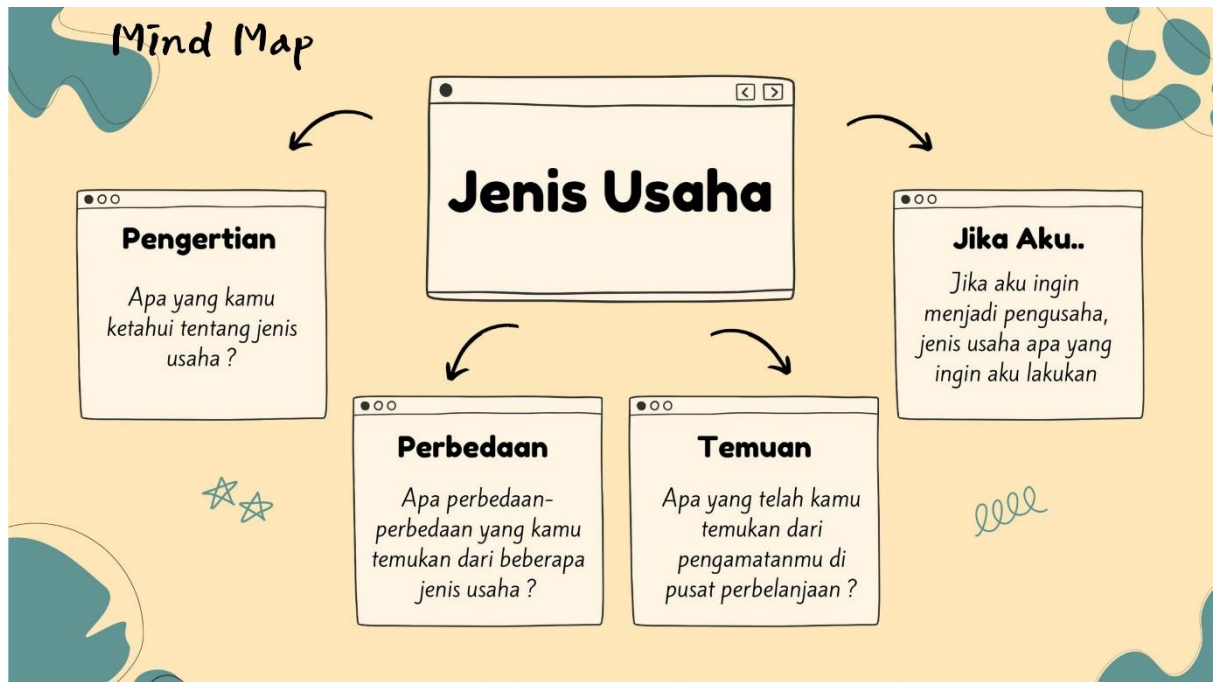 Mind Map
Jenis Usaha
Pengertian
Apa yang kamu
ketahui tentang jenis
usaha ?
Perbedaan
Apa perbedaan-
perbedaan yang kamu
temukan dari beberapa
jenis usaha ?
Temuan
Apa yang telah kamu
temukan dari
pengamatanmu di
pusat perbelanjaan ?
Jika Aku..
Jika aku ingin
menjadi pengusaha,
jenis usaha apa yang
ingin aku lakukan